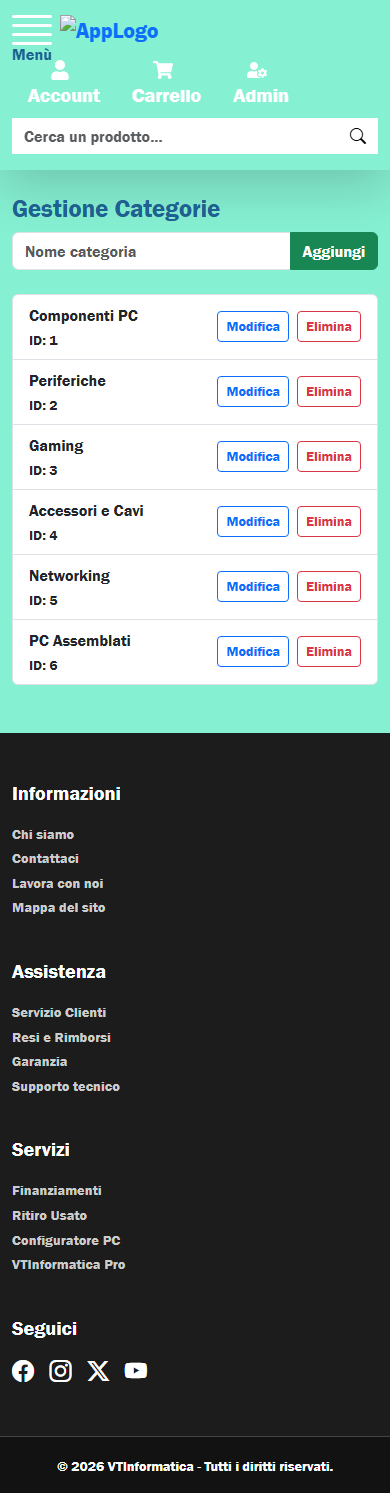 AppLogo
Menù
Account Carrello Admin
Cerca un prodotto...
Gestione Categorie
Nome categoria Aggiungi
Componenti PC
ID: 1
Modifica Elimina
Periferiche
ID: 2
Modifica Elimina
Gaming
ID: 3
Modifica Elimina
Accessori e Cavi
ID: 4
Modifica Elimina
Networking
ID: 5
Modifica Elimina
PC Assemblati
ID: 6
Modifica Elimina
Informazioni
Chi siamo
Contattaci
Lavora con noi
Mappa del sito
Assistenza
Servizio Clienti
Resi e Rimborsi
Garanzia
Supporto tecnico
Servizi
Finanziamenti
Ritiro Usato
Configuratore PC
VTInformatica Pro
Seguici
© 2026 VTInformatica - Tutti i diritti riservati.